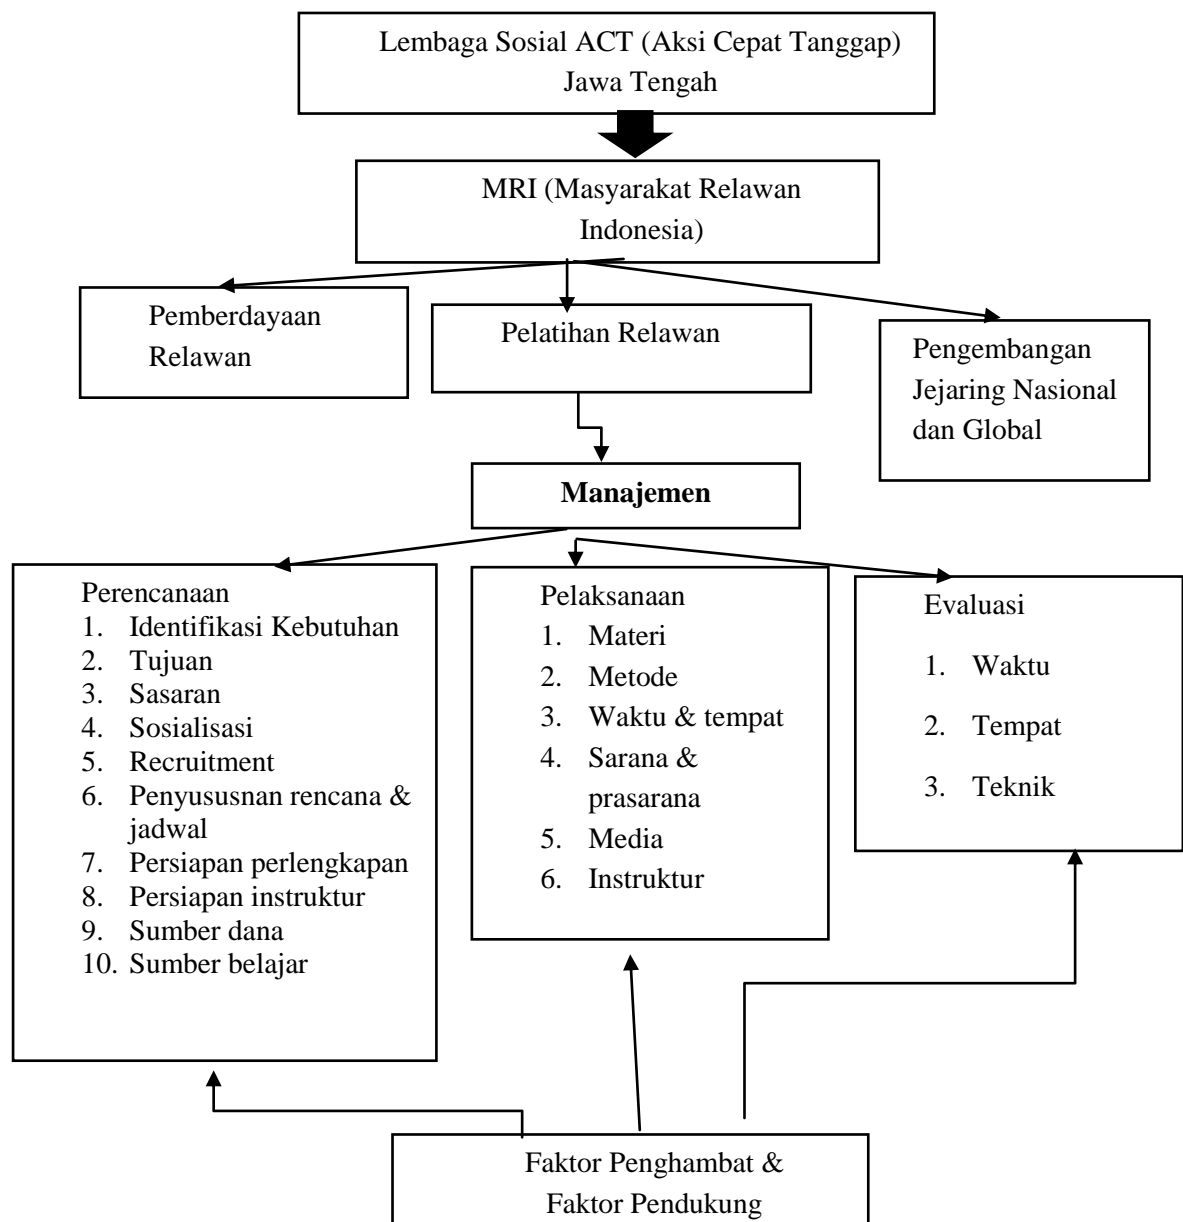 Lembaga Sosial ACT (Aksi Cepat Tanggap)
Jawa Tengah
MRI (Masyarakat Relawan
Indonesia)
Pemberdayaan
Relawan
Pelatihan Relawan
Pengembangan
Jejaring Nasional
dan Global
Manajemen
Perencanaan
1. Identifikasi Kebutuhan
2. Tujuan
3. Sasaran
4. Sosialisasi
5. Recruitment
6. Penyususnan rencana &
jadwal
7. Persiapan perlengkapan
8. Persiapan instruktur
9. Sumber dana
10. Sumber belajar
Pelaksanaan
1. Materi
2. Metode
3. Waktu & tempat
4. Sarana &
prasarana
5. Media
6. Instruktur
Evaluasi
1. Waktu
2. Tempat
3. Teknik
Faktor Penghambat &
Faktor Pendukung